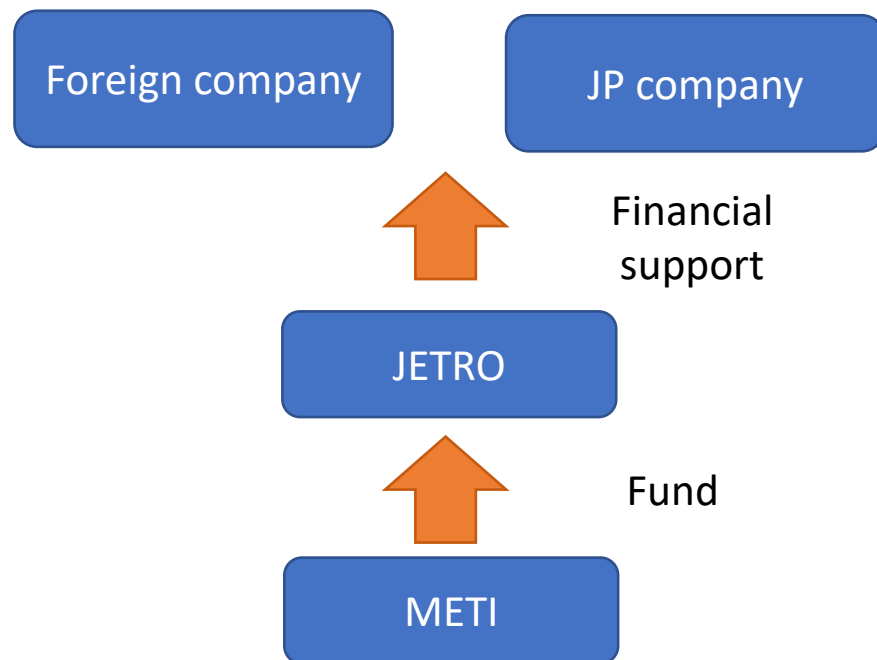 Foreign company
JP company
Financial
support
JETRO
Fund
METI